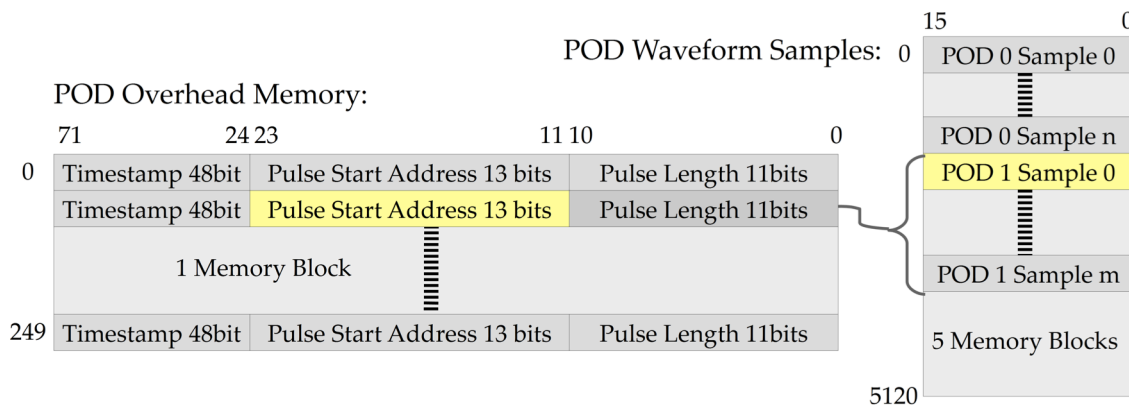 15 0
POD Waveform Samples: 0 POD 0 Sample 0
POD Overhead Memory:
71 24 23 11 10 0
POD 0 Sample n
0 Timestamp 48bit Pulse Start Address 13 bits Pulse Length 11bits
POD 1 Sample 0
Timestamp 48bit Pulse Start Address 13 bits Pulse Length 11bits
1 Memory Block
POD 1 Sample m
249 Timestamp 48bit Pulse Start Address 13 bits Pulse Length 11bits
5 Memory Blocks
5120